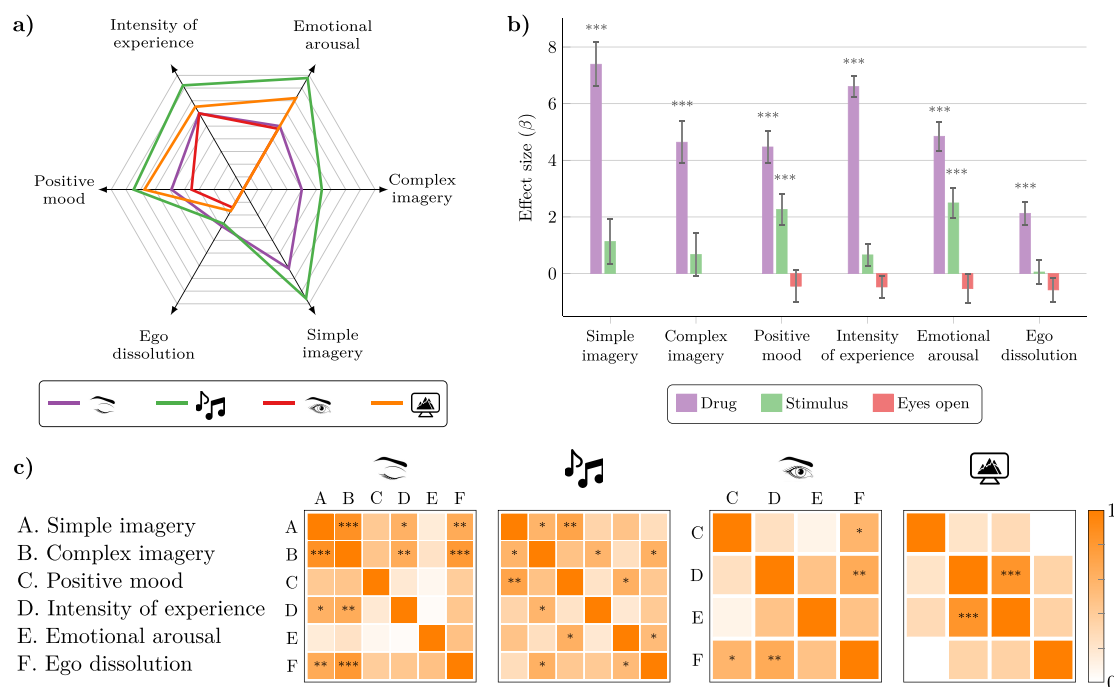 a)
Intensity of
experience
Emotional
arousal
Positive
mood
Complex
imagery
Ego
dissolution
Simple
imagery
b)
Effect size (β)
8
6
4
2
0
***
***
***
***
***
***
***
***
Simple
imagery
Complex
imagery
Positive
mood
Intensity
of experience
Emotional
arousal
Ego
dissolution
Drug
Stimulus
Eyes open
c)
A. Simple imagery
B. Complex imagery
C. Positive mood
D. Intensity of experience
E. Emotional arousal
F. Ego dissolution
A B C D E F
A *** * **
B *** ** ***
C
D * **
E
F ** ***
* **
* * *
** *
*
* *
* *
C D E F
C *
D **
E
F * **
***
***
1
0